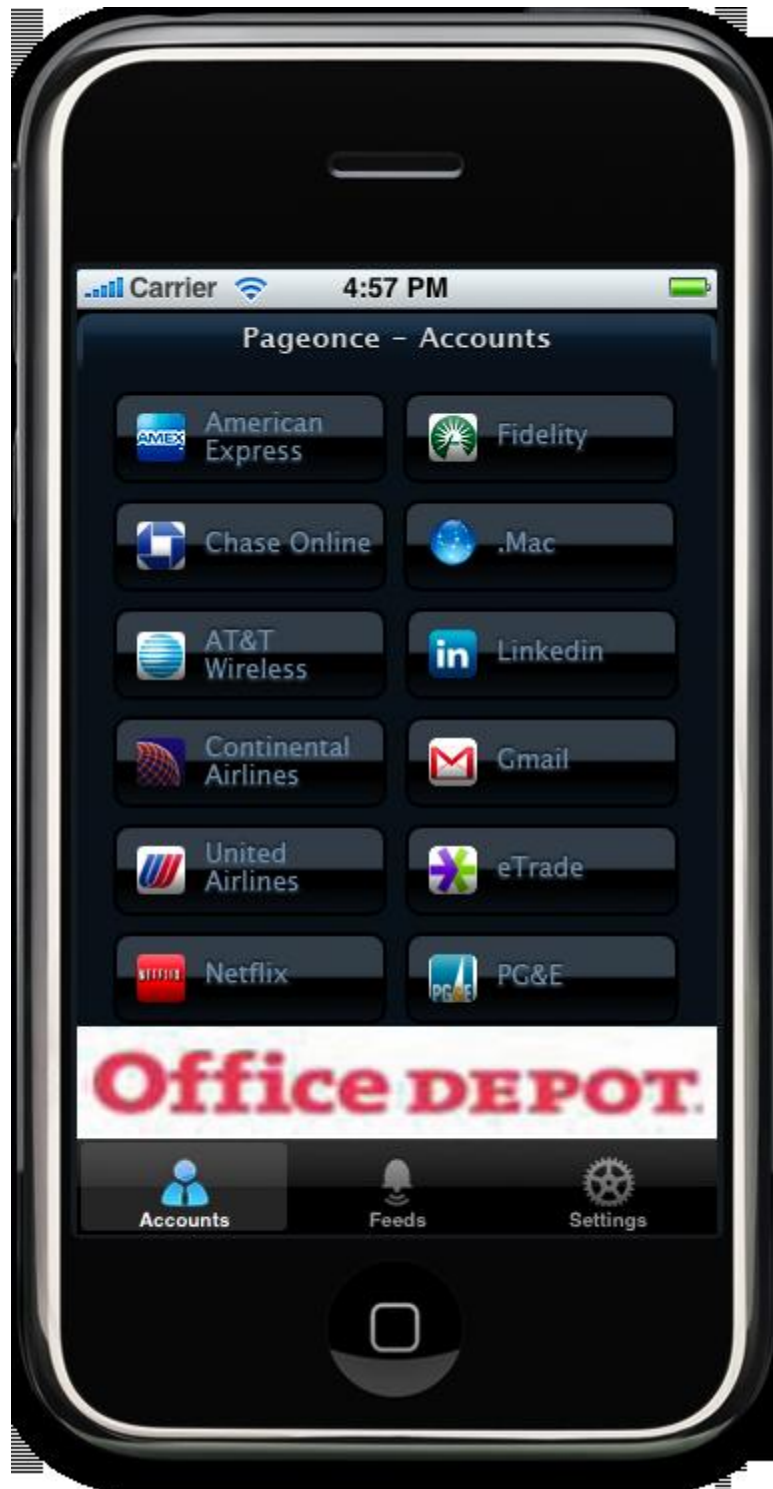 Carrier 4:57 PM
Pageonce – Accounts
AMEX
American
Express
Fidelity
Chase Online
.Mac
AT&T
Wireless
in
Linkedin
Continental
Airlines
Gmail
United
Airlines
eTrade
NETFLIX
Netflix
PG&E
PG&E
Office DEPOT.
Accounts
Feeds
Settings